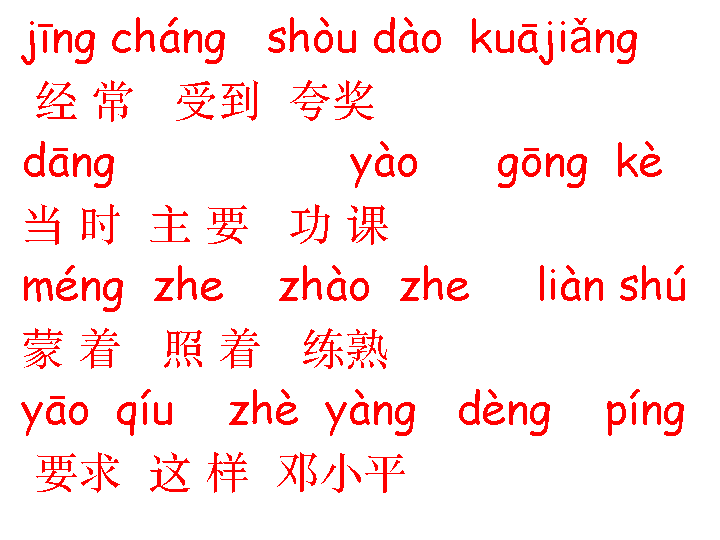 jīng cháng shòu dào kuājiǎng
经 常 受到 夸奖
dāng yào gōng kè
当 时 主 要 功 课
méng zhe zhào zhe liàn shú
蒙 着 照 着 练熟
yāo qíu zhè yàng dèng píng
要求 这 样 邓小平